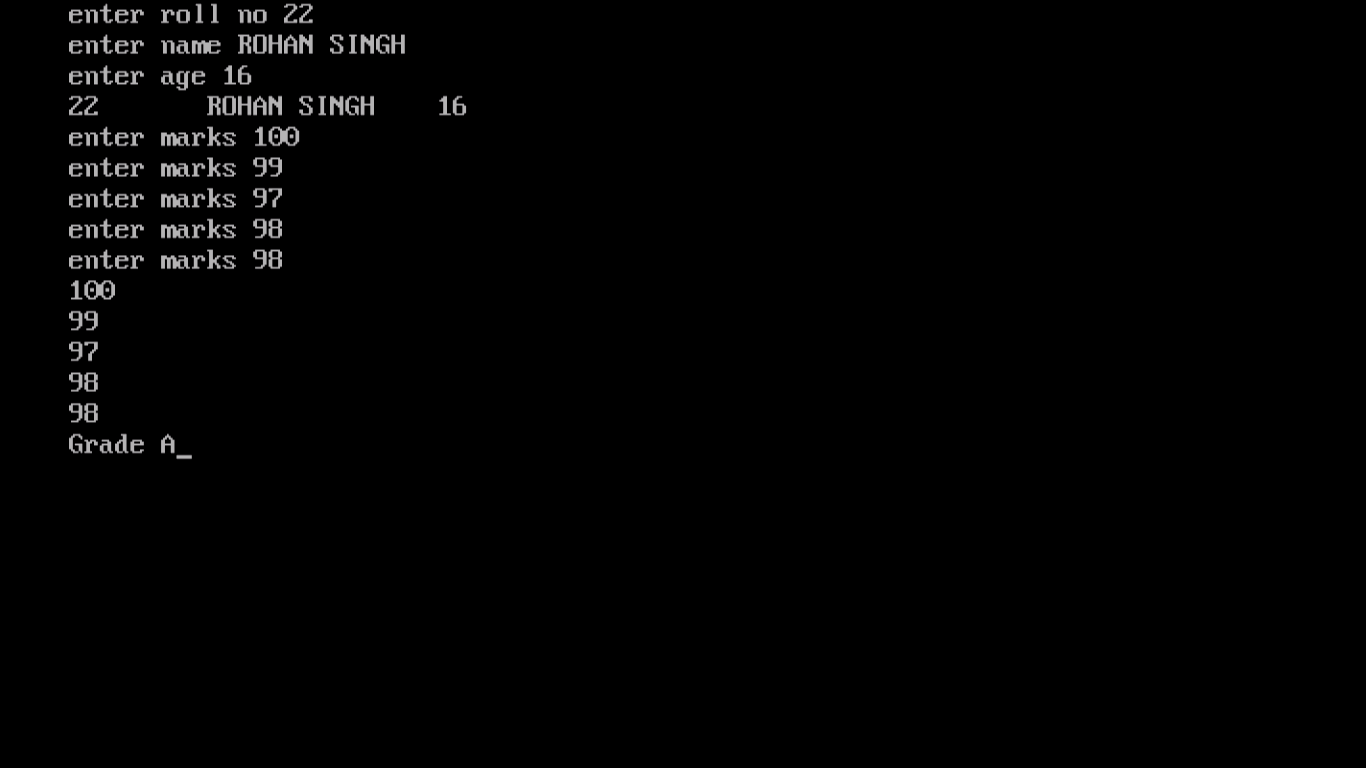 enter roll no 22
enter name ROHAN SINGH
enter age 16
22 ROHAN SINGH 16
enter marks 100
enter marks 99
enter marks 97
enter marks 98
enter marks 98
100
99
97
98
98
Grade A_